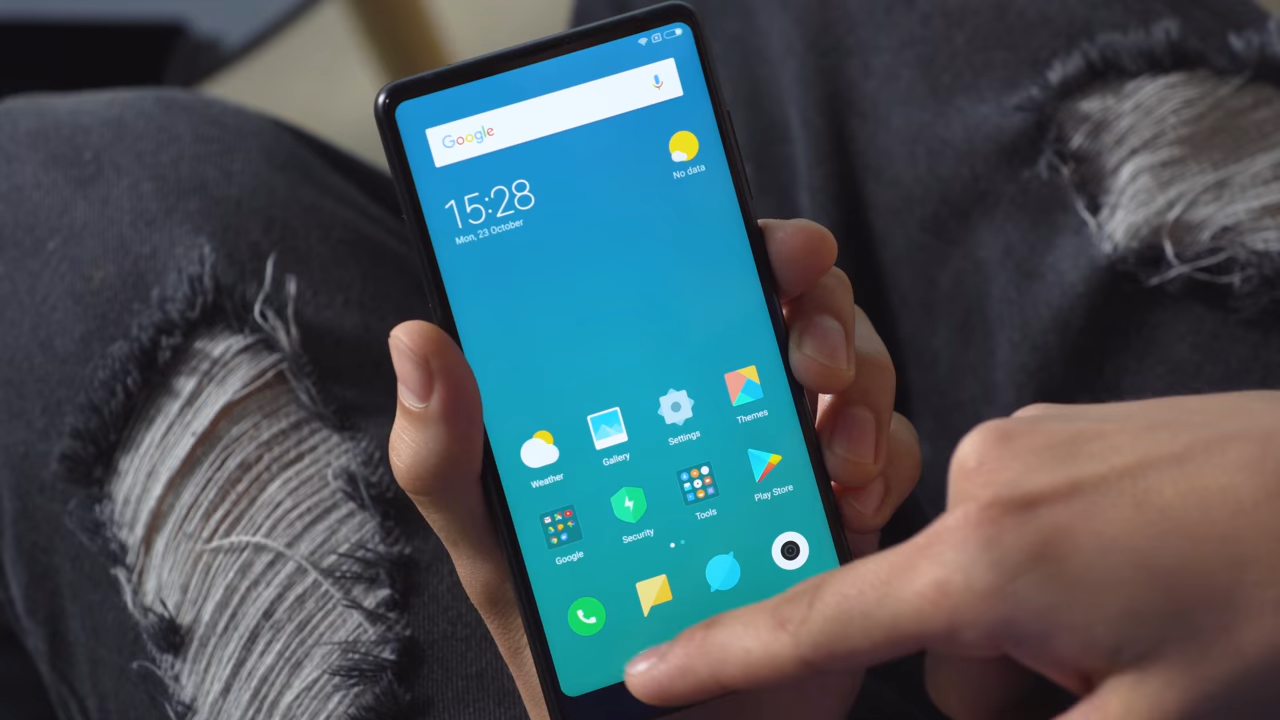 Google
No data
15:28
Mon, 23 October
Weather
Gallery
Settings
Themes
Google
Security
Tools
Play Store